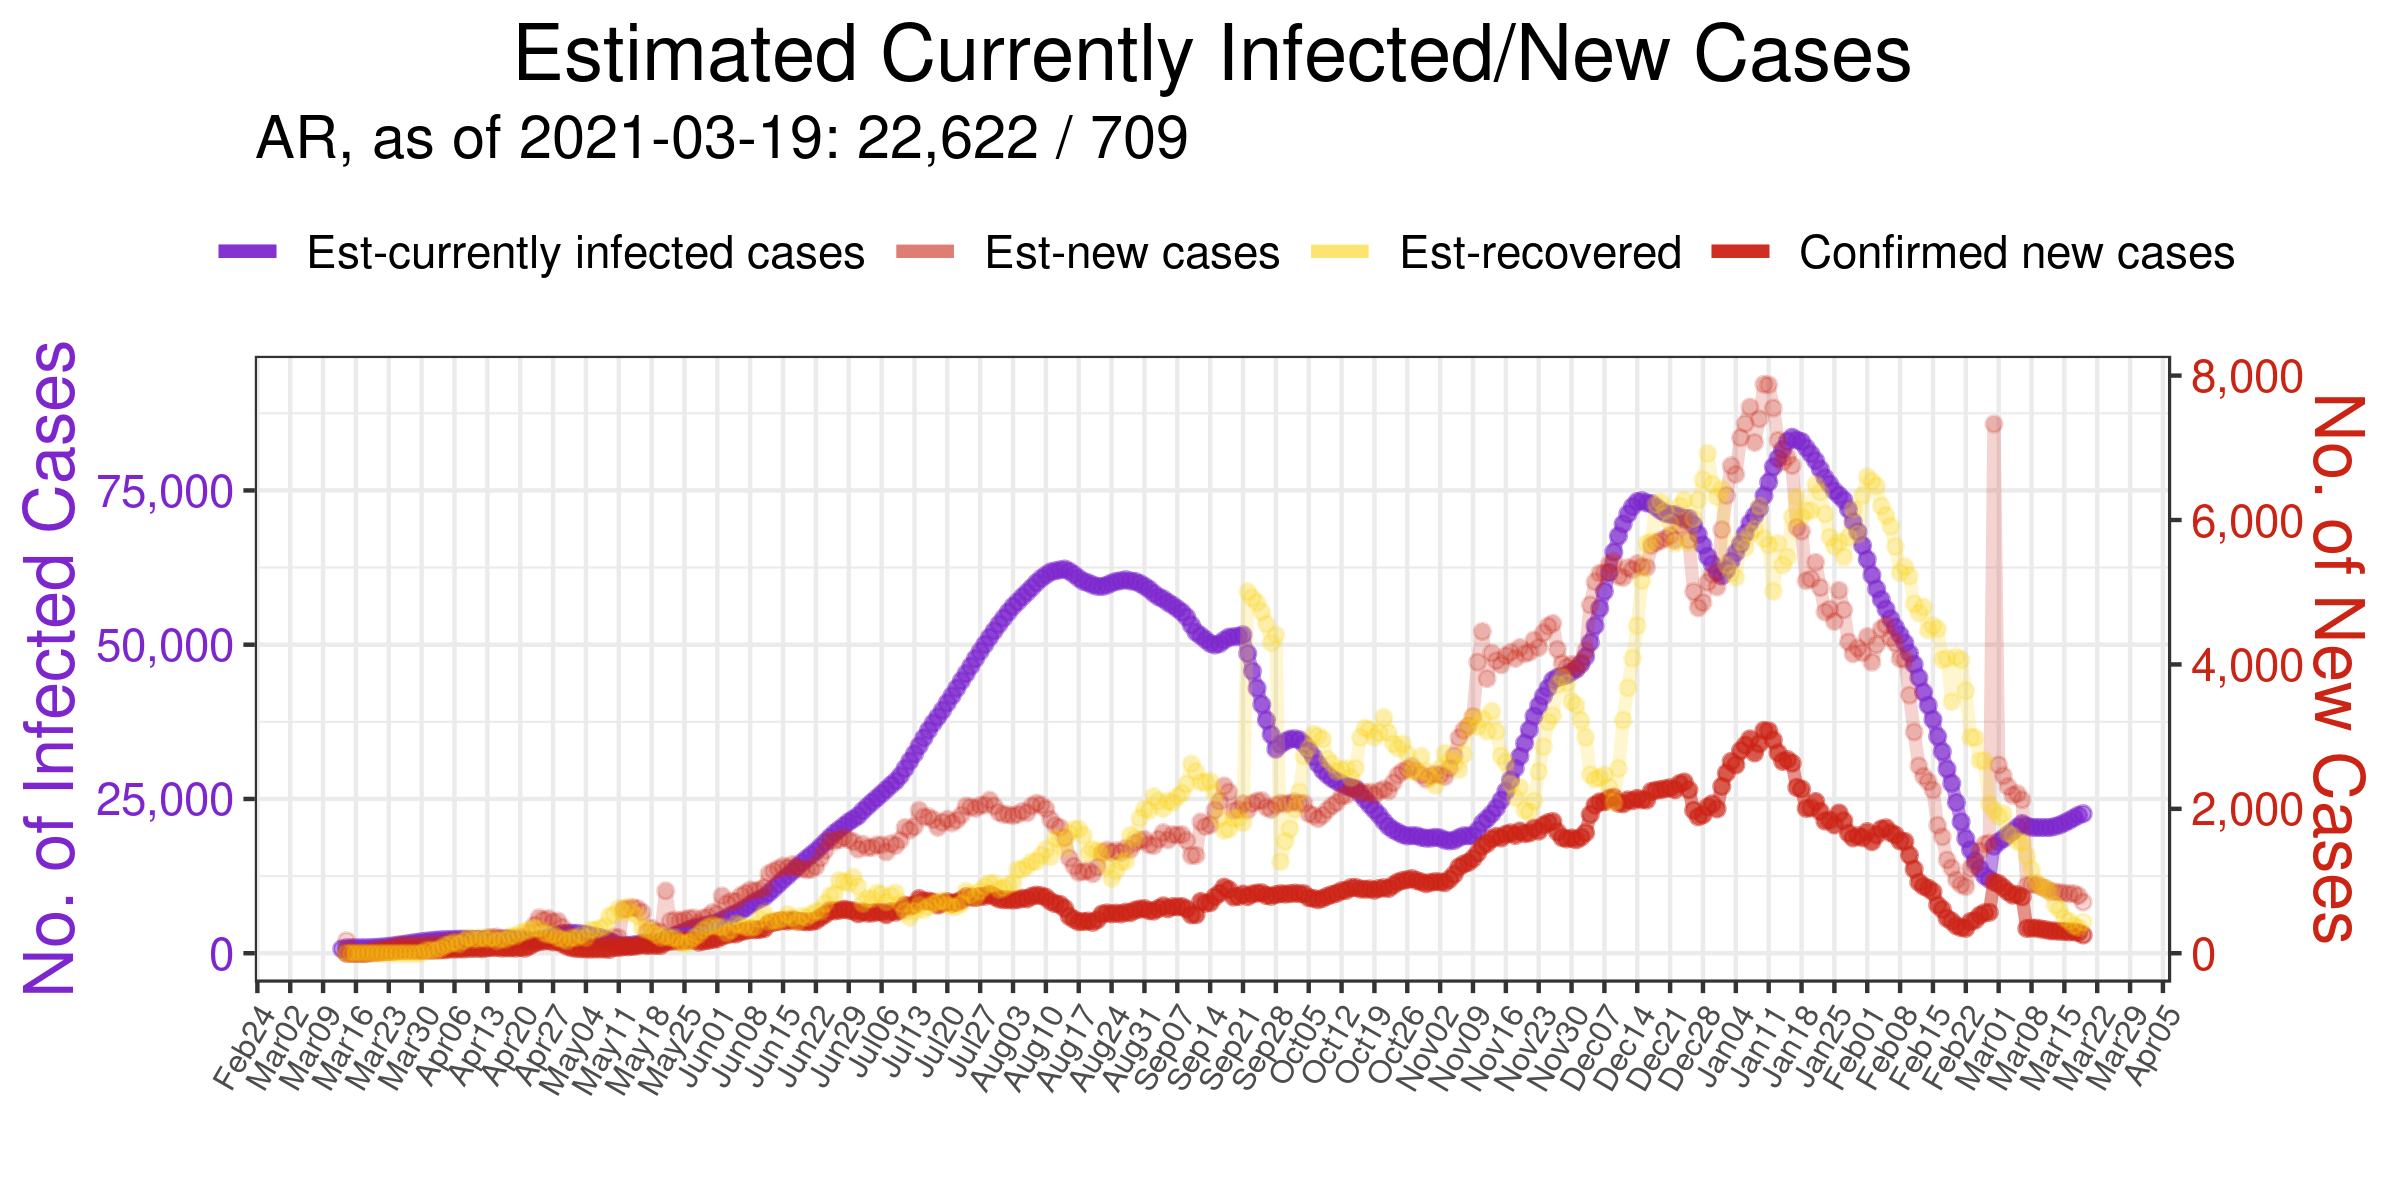 Estimated Currently Infected/New Cases
AR, as of 2021-03-19: 22,622 / 709
Est-currently infected cases Est-new cases Est-recovered Confirmed new cases
No. of Infected Cases
75,000
50,000
25,000
0
8,000
6,000
4,000
2,000
0
No. of New Cases
Feb24 Mar02 Mar09 Mar16 Mar23 Mar30 Apr06 Apr13 Apr20 Apr27 May04 May11 May18 May25 Jun01 Jun08 Jun15 Jun22 Jun29 Jul06 Jul13 Jul20 Jul27 Aug03 Aug10 Aug17 Aug24 Aug31 Sep07 Sep14 Sep21 Sep28 Oct05 Oct12 Oct19 Oct26 Nov02 Nov09 Nov16 Nov23 Nov30 Dec07 Dec14 Dec21 Dec28 Jan04 Jan11 Jan18 Jan25 Feb01 Feb08 Feb15 Feb22 Mar01 Mar08 Mar15 Mar22 Mar29 Apr05